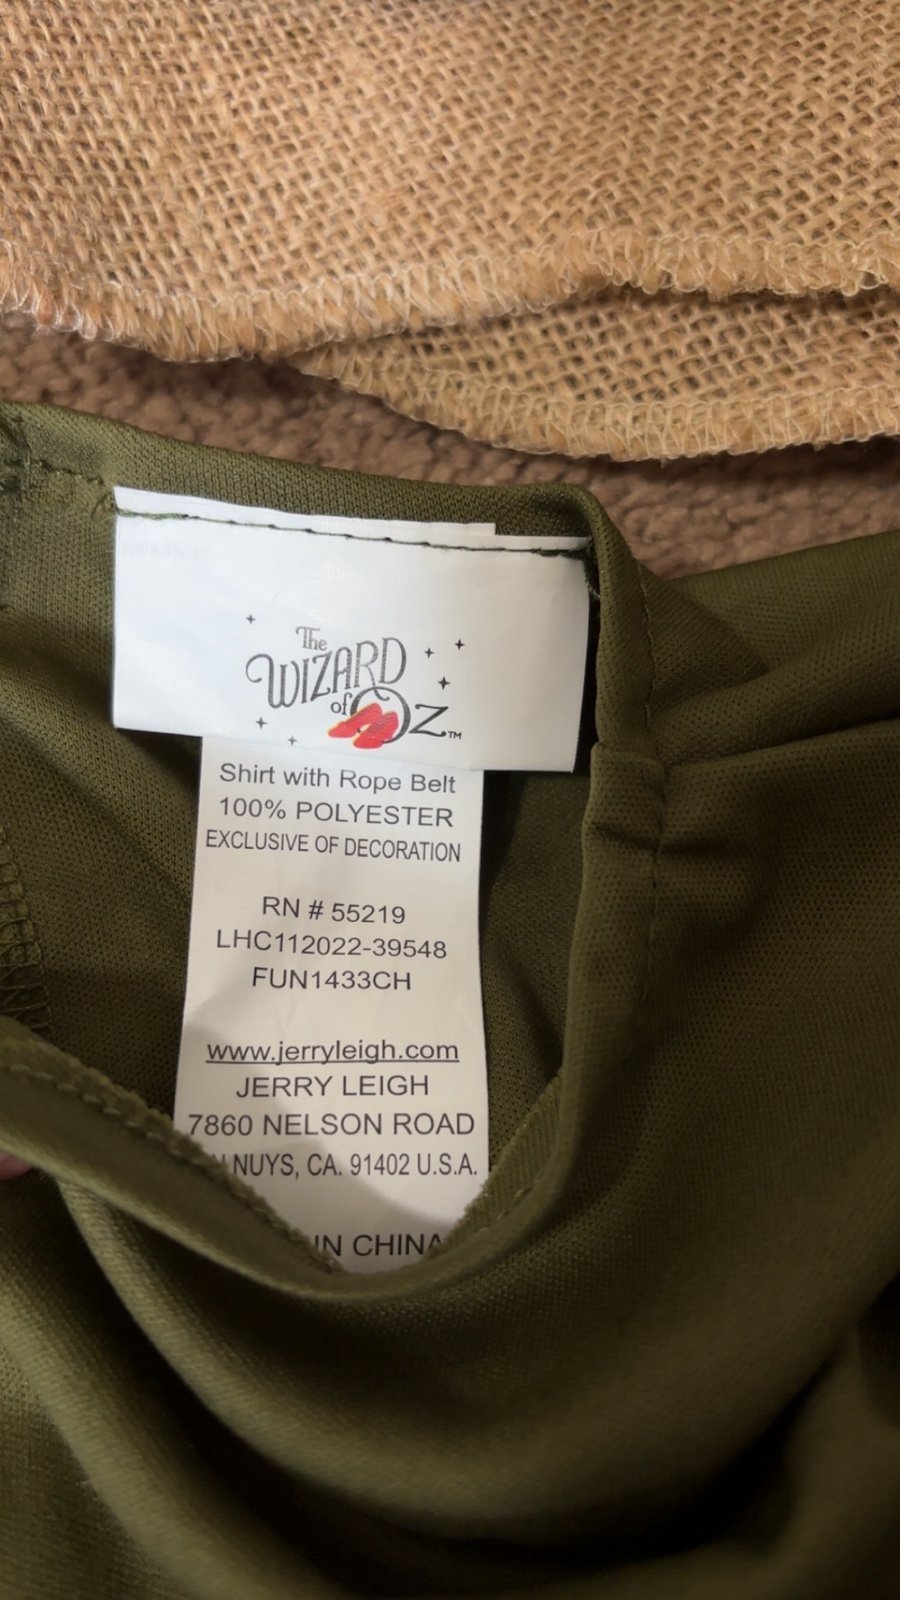 The
WIZARD
of OZ™
Shirt with Rope Belt
100% POLYESTER
EXCLUSIVE OF DECORATION
RN # 55219
LHC112022-39548
FUN1433CH
www.jerryleigh.com
JERRY LEIGH
7860 NELSON ROAD
NUYS, CA. 91402 U.S.A.
IN CHINA